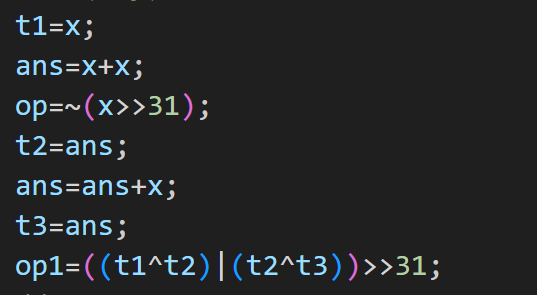 t1=x;
ans=x+x;
op=~(x>>31);
t2=ans;
ans=ans+x;
t3=ans;
op1=((t1^t2)|(t2^t3))>>31;